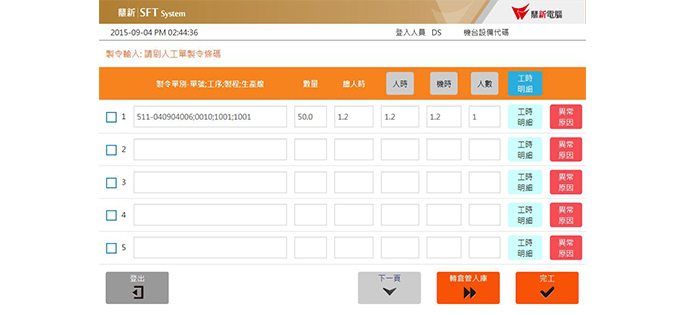 鼎新 SFT System
鼎新電腦
2015-09-04 PM 02:44:36 登入人員 DS 機台設備代碼
製令輸入: 請刷入工單製令條碼
製令單別-單號;工序;製程;生產線 數量 總人時 人時 機時 人數 工時
明細
1 511-040904006;0010;1001;1001 50.0 1.2 1.2 1.2 1 工時
明細 異常
原因
2 工時
明細 異常
原因
3 工時
明細 異常
原因
4 工時
明細 異常
原因
5 工時
明細 異常
原因
登出 下一頁 轉倉暫入庫 完工